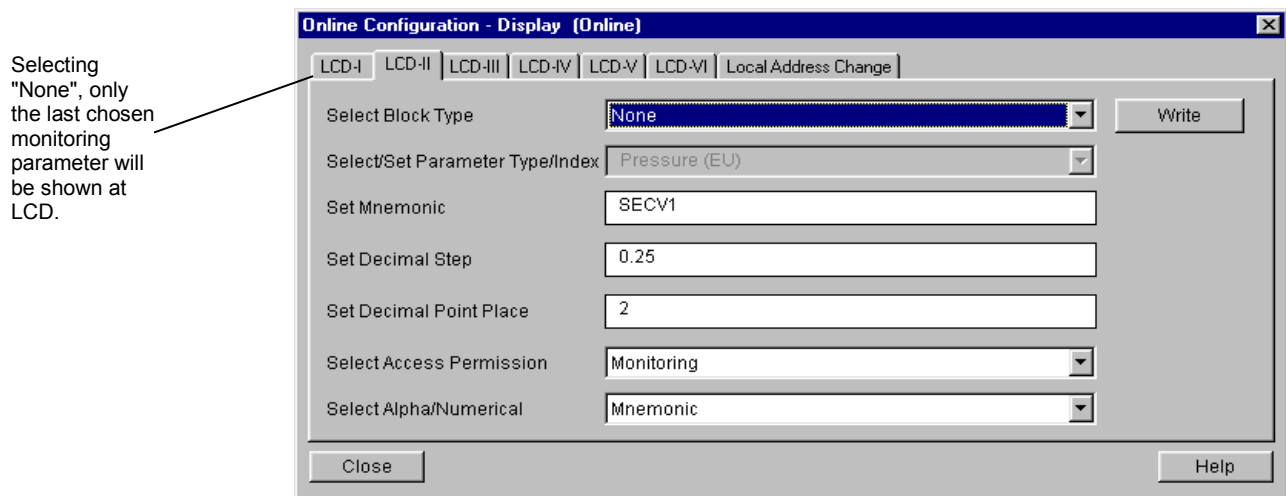 Selecting
"None", only
the last chosen
monitoring
parameter will
be shown at
LCD.
Online Configuration - Display (Online)
LCD-I LCD-II LCD-III LCD-IV LCD-V LCD-VI Local Address Change
Select Block Type None Write
Select/Set Parameter Type/Index Pressure (EU)
Set Mnemonic SECV1
Set Decimal Step 0.25
Set Decimal Point Place 2
Select Access Permission Monitoring
Select Alpha/Numerical Mnemonic
Close Help